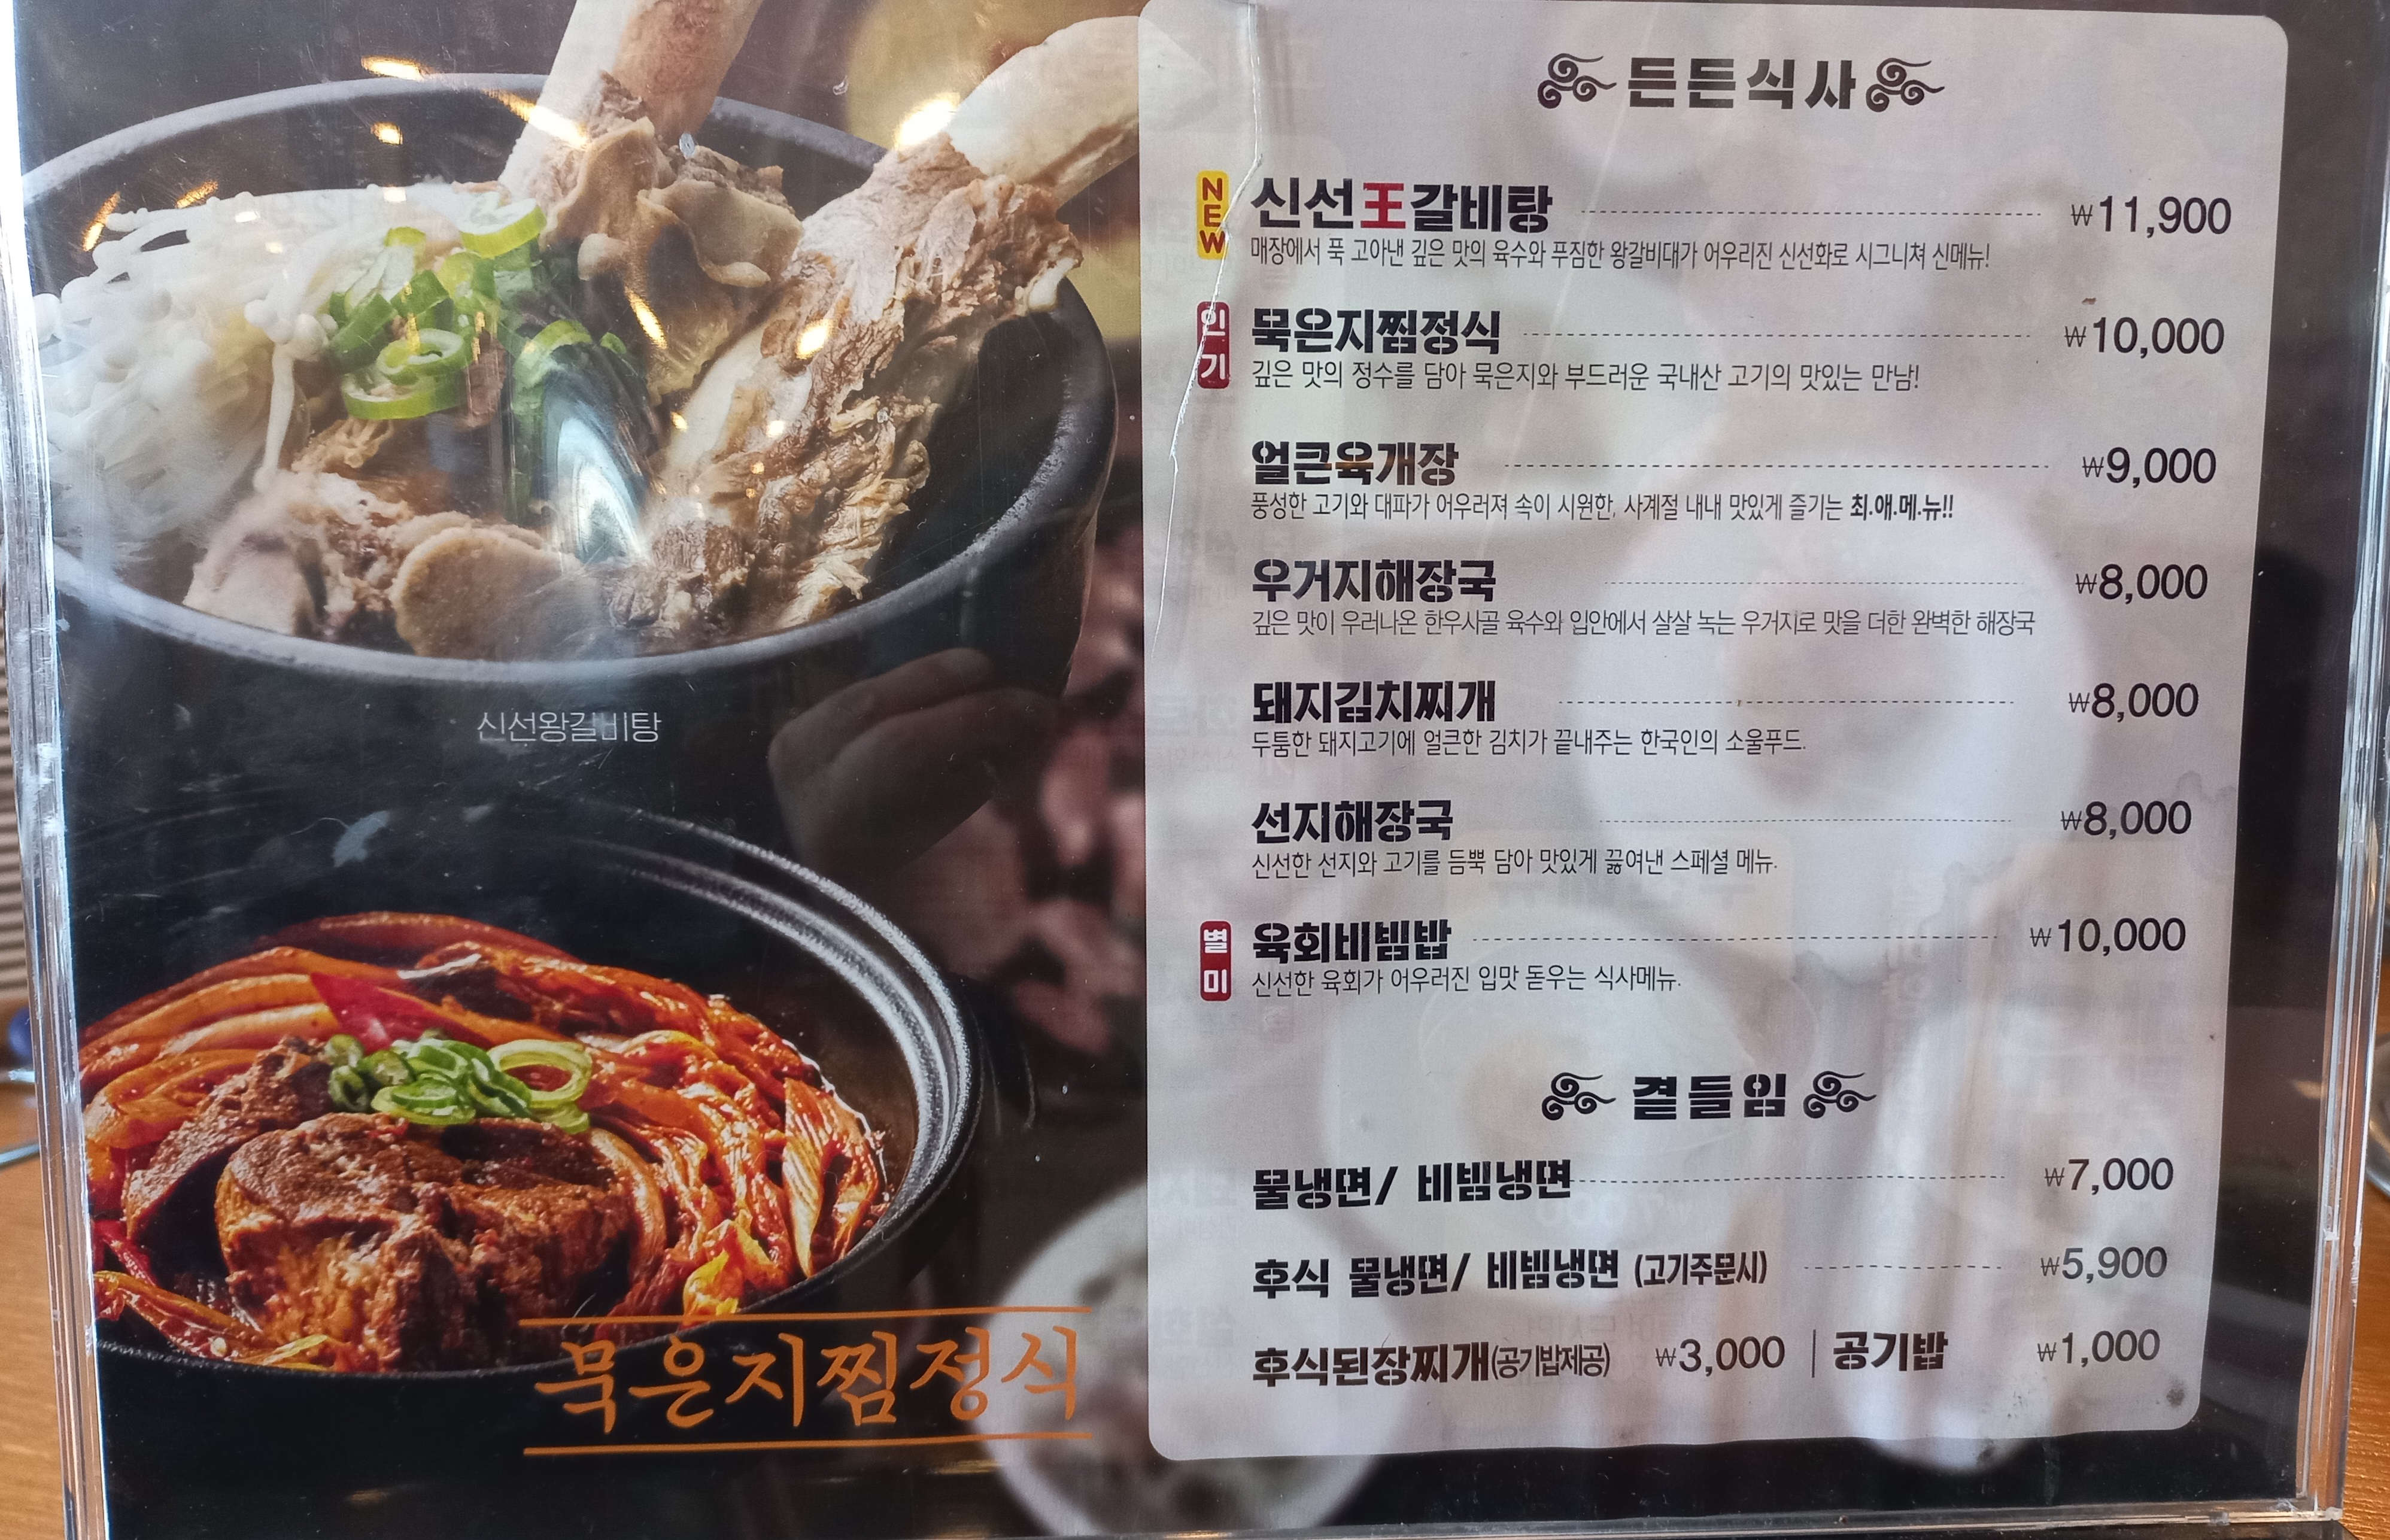 든든식사
NEW
신선王갈비탕 ₩11,900
매장에서 푹 고아낸 깊은 맛의 육수와 푸짐한 왕갈비대가 어우리진 신선화로 시그니쳐 신메뉴!
인기
묵은지찜정식 ₩10,000
깊은 맛의 정수를 담아 묵은지와 부드러운 국내산 고기의 맛있는 만남!
얼큰육개장 ₩9,000
풍성한 고기와 대파가 어우러져 속이 시원한, 사계절 내내 맛있게 즐기는 최.애.메.뉴!!
우거지해장국 ₩8,000
깊은 맛이 우러나온 한우사골 육수와 입안에서 살살 녹는 우거지로 맛을 더한 완벽한 해장국
돼지김치찌개 ₩8,000
두툼한 돼지고기에 얼큰한 김치가 끝내주는 한국인의 소울푸드.
선지해장국 ₩8,000
신선한 선지와 고기를 듬뿍 담아 맛있게 끓여낸 스페셜 메뉴.
별미
육회비빔밥 ₩10,000
신선한 육회가 어우러진 입맛 돋우는 식사메뉴.
곁들임
물냉면/ 비빔냉면 ₩7,000
후식 물냉면/ 비빔냉면 (고기주문시) ₩5,900
후식된장찌개(공기밥제공) ₩3,000 | 공기밥 ₩1,000
신선왕갈비탕
묵은지찜정식